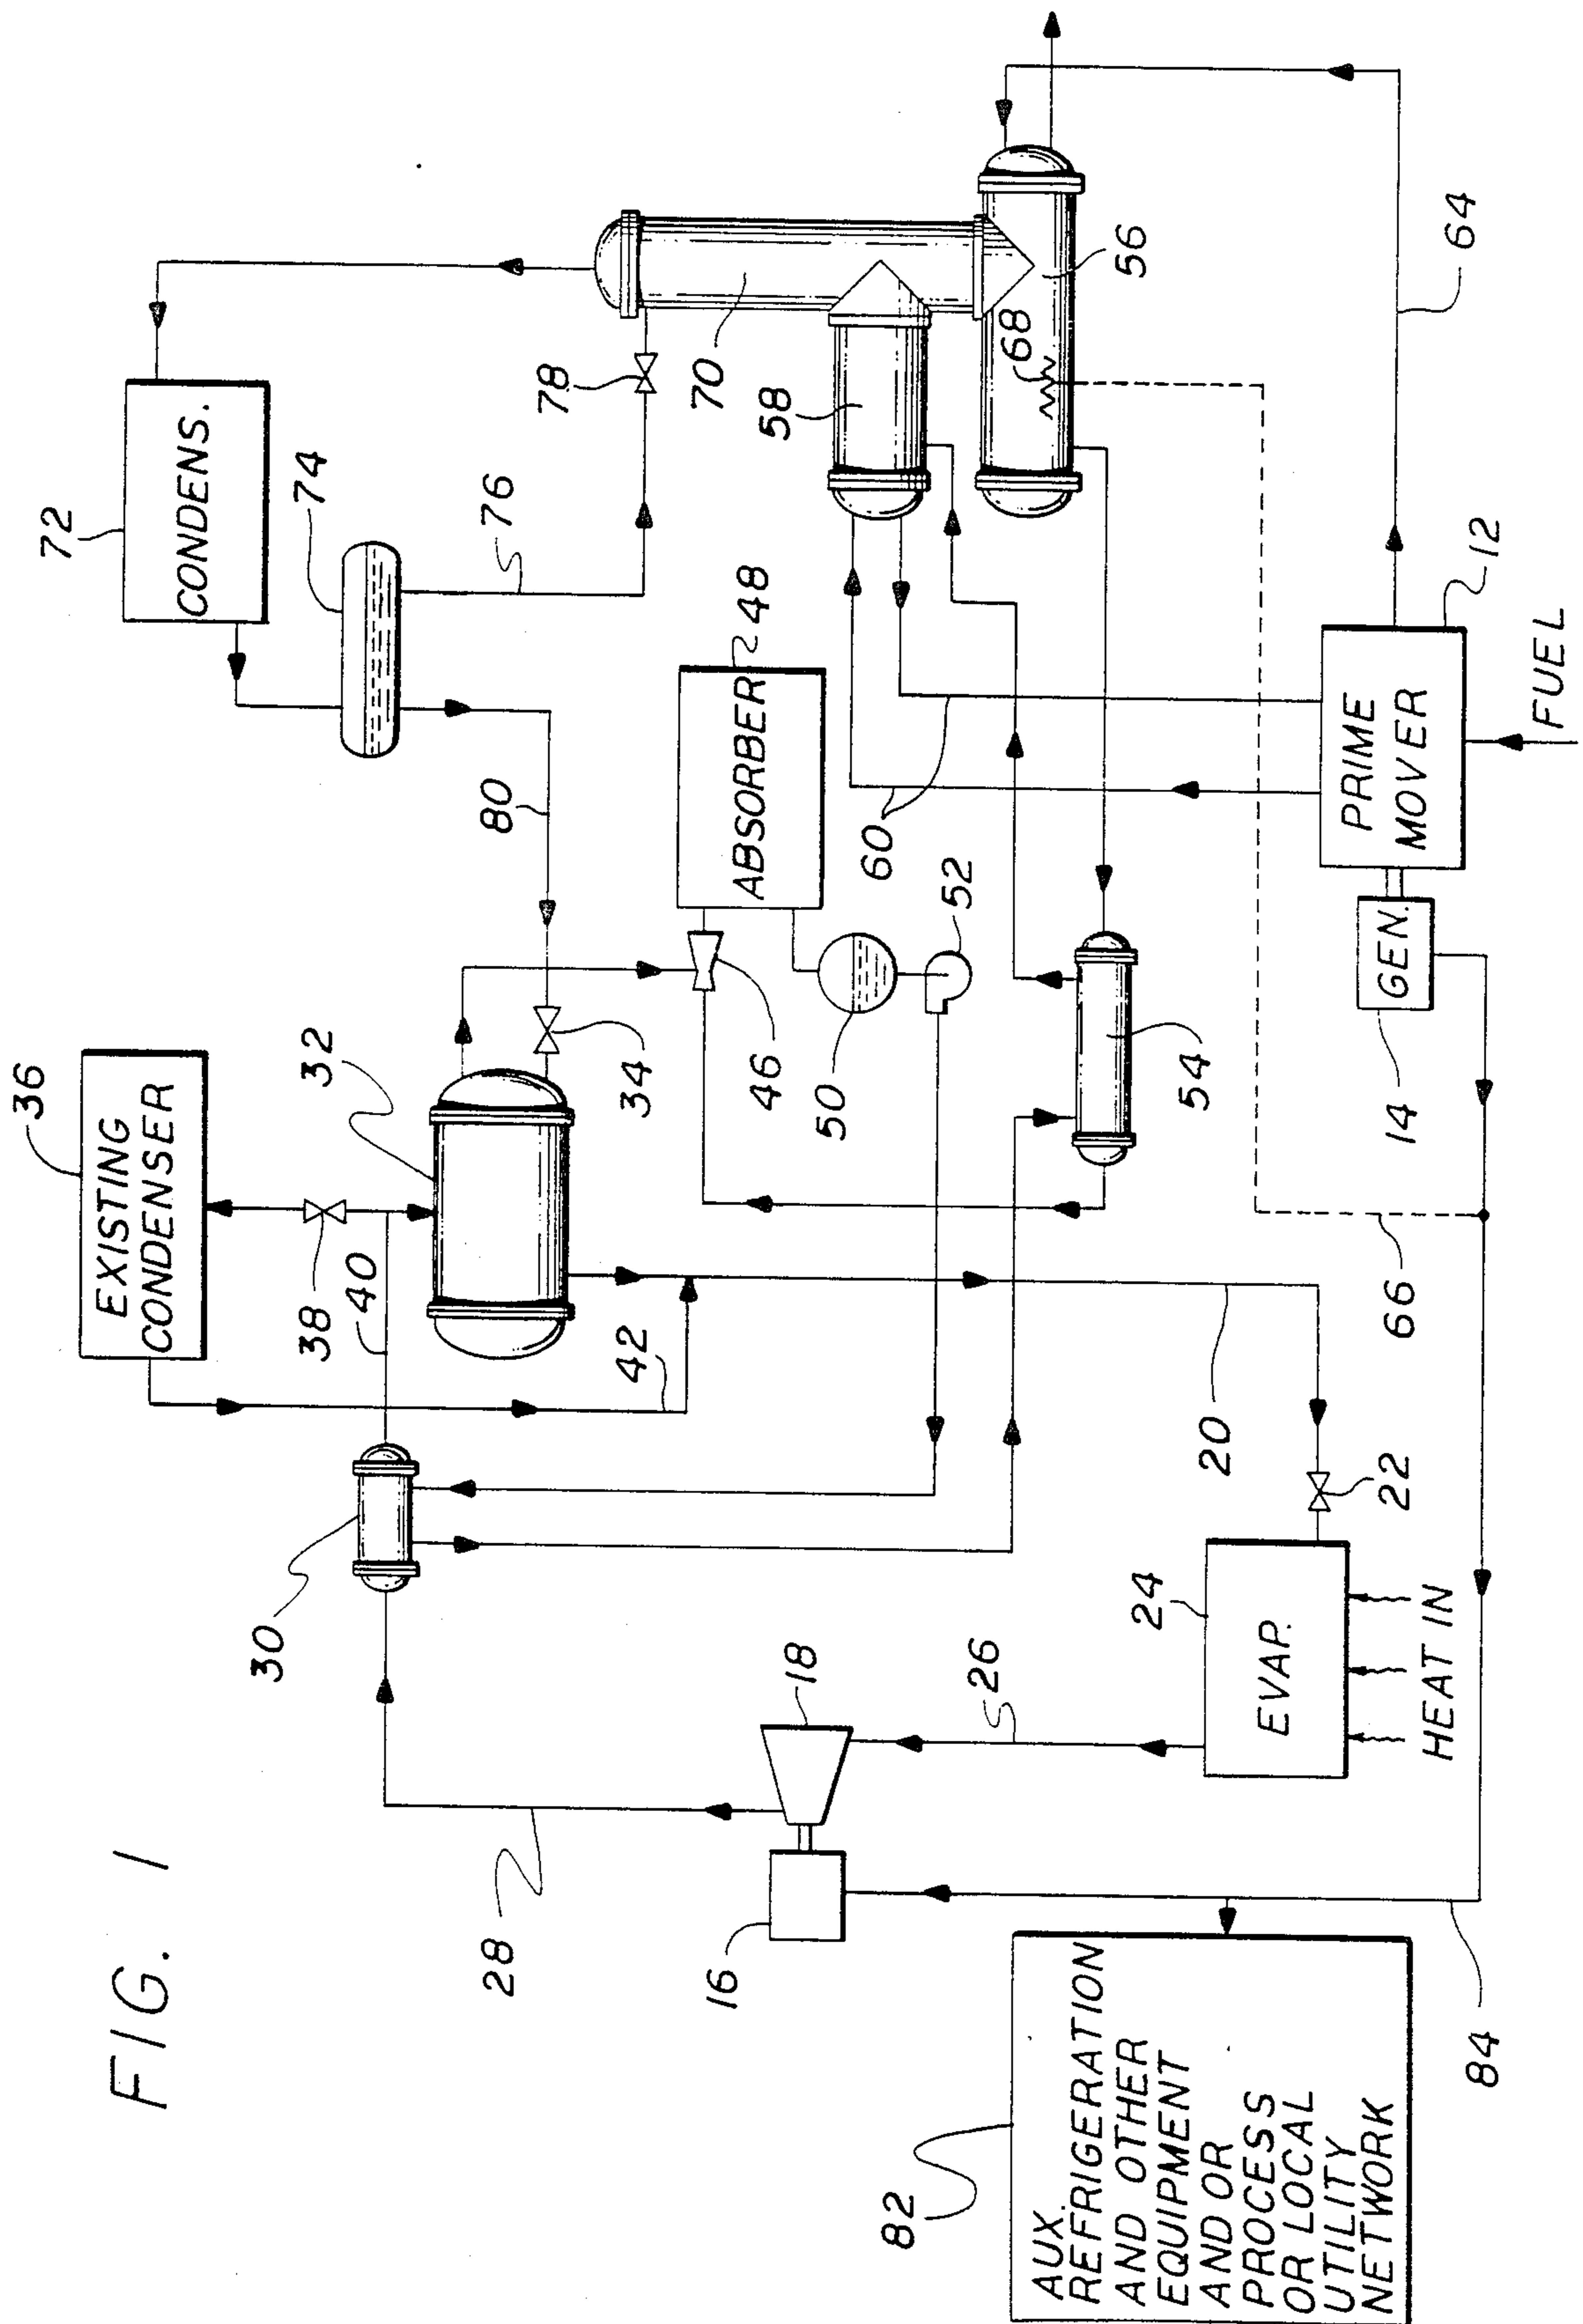 FIG. 1
36
EXISTING
CONDENSER
72
CONDENS.
74
76
78
70
58
68
56
64
32
34
38
40
42
30
80
ABSORBER
48
46
50
52
60
54
28
18
26
16
24
EVAP.
HEAT IN
22
20
66
14
GEN.
PRIME
MOVER
12
FUEL
82
AUX.
REFRIGERATION
AND OTHER
EQUIPMENT
AND OR
PROCESS
OR LOCAL
UTILITY
NETWORK
84